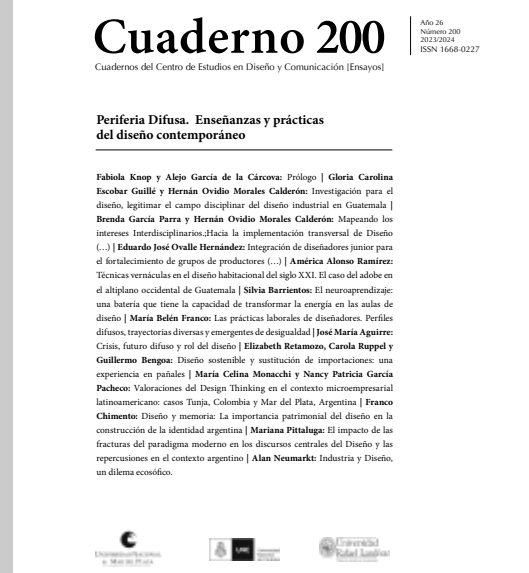 Cuaderno 200
Año 26
Número 200
2023/2024
ISSN 1668-0227
Cuadernos del Centro de Estudios en Diseño y Comunicación [Ensayos]
Periferia Difusa. Enseñanzas y prácticas
del diseño contemporáneo
Fabiola Knop y Alejo García de la Cárcova: Prólogo | Gloria Carolina
Escobar Guillé y Hernán Ovidio Morales Calderón: Investigación para el
diseño, legitimar el campo disciplinar del diseño industrial en Guatemala |
Brenda García Parra y Hernán Ovidio Morales Calderón: Mapeando los
intereses Interdisciplinarios.;Hacia la implementación transversal de Diseño
(…) | Eduardo José Ovalle Hernández: Integración de diseñadores junior para
el fortalecimiento de grupos de productores (…) | América Alonso Ramírez:
Técnicas vernáculas en el diseño habitacional del siglo XXI. El caso del adobe en
el altiplano occidental de Guatemala | Silvia Barrientos: El neuroaprendizaje:
una batería que tiene la capacidad de transformar la energía en las aulas de
diseño | María Belén Franco: Las prácticas laborales de diseñadores. Perfiles
difusos, trayectorias diversas y emergentes de desigualdad | José María Aguirre:
Crisis, futuro difuso y rol del diseño | Elizabeth Retamozo, Carola Ruppel y
Guillermo Bengoa: Diseño sostenible y sustitución de importaciones: una
experiencia en pañales | María Celina Monacchi y Nancy Patricia García
Pacheco: Valoraciones del Design Thinking en el contexto microempresarial
latinoamericano: casos Tunja, Colombia y Mar del Plata, Argentina | Franco
Chimento: Diseño y memoria: La importancia patrimonial del diseño en la
construcción de la identidad argentina | Mariana Pittaluga: El impacto de las
fracturas del paradigma moderno en los discursos centrales del Diseño y las
repercusiones en el contexto argentino | Alan Neumarkt: Industria y Diseño,
un dilema ecosófico.
Universidad Nacional
de Mar del Plata
Universidad
Rafael Landívar